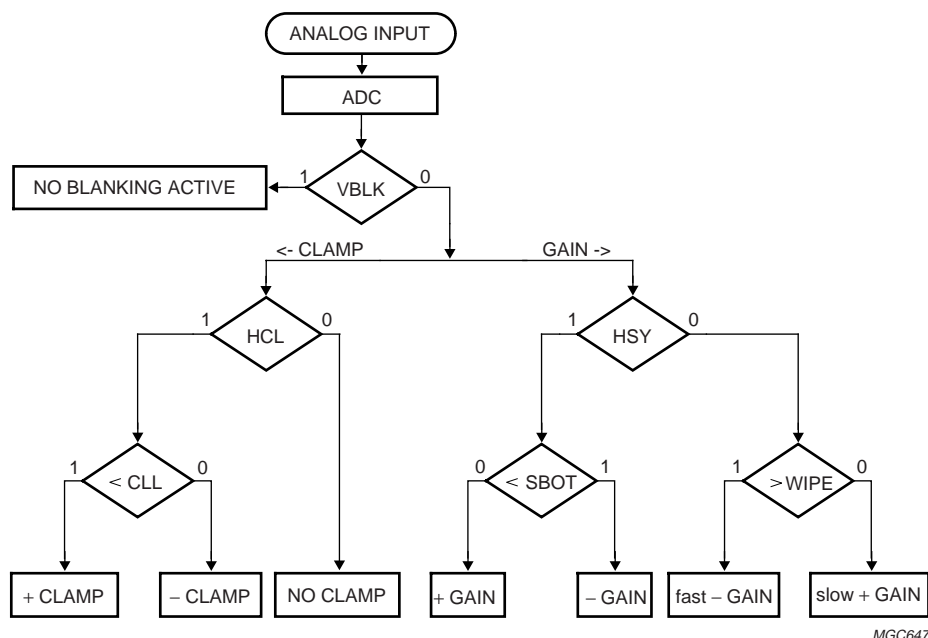 ANALOG INPUT
ADC
NO BLANKING ACTIVE
1 VBLK 0
<- CLAMP GAIN ->
1 HCL 0
1 HSY 0
1 < CLL 0
0 < SBOT 1
1 > WIPE 0
+ CLAMP
− CLAMP
NO CLAMP
+ GAIN
− GAIN
fast − GAIN
slow + GAIN
MGC647